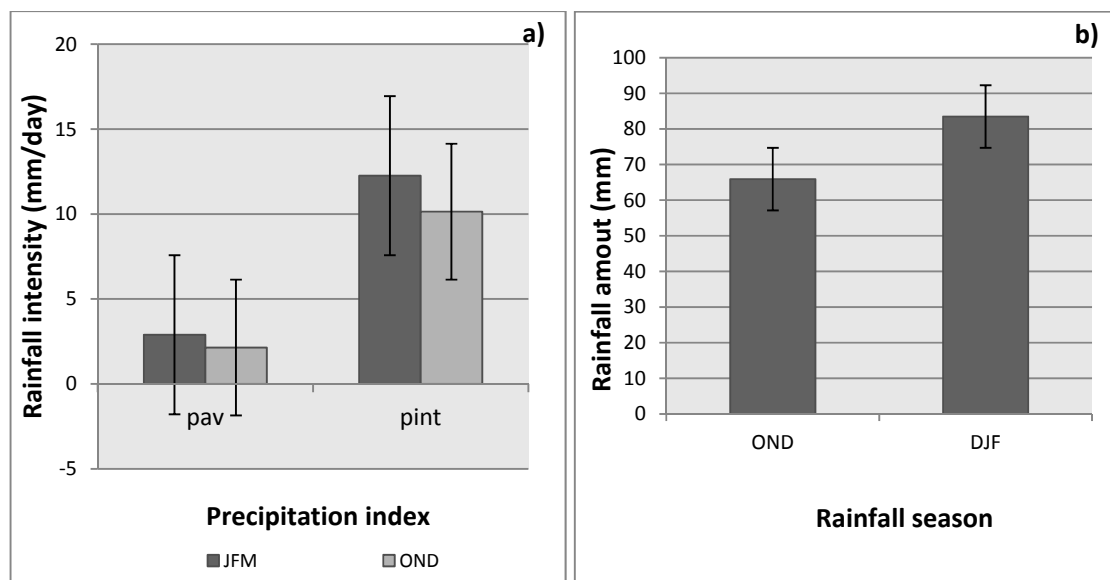 a)
Rainfall intensity (mm/day)
20
15
10
5
0
-5
pav pint
Precipitation index
JFM OND
b)
Rainfall amout (mm)
100
90
80
70
60
50
40
30
20
10
0
OND DJF
Rainfall season